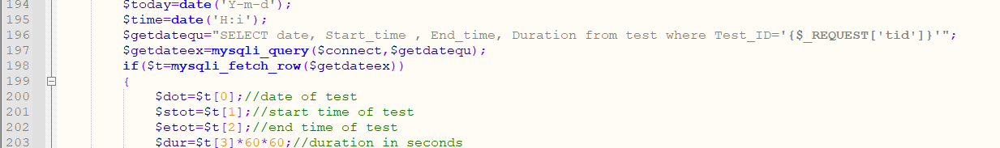 194 $today=date('Y-m-d');
195 $time=date('H:i');
196 $getdatequ="SELECT date, Start_time , End_time, Duration from test where Test_ID='{$_REQUEST['tid']}'";
197 $getdateex=mysqli_query($connect,$getdatequ);
198 if($t=mysqli_fetch_row($getdateex))
199 {
200 $dot=$t[0];//date of test
201 $stot=$t[1];//start time of test
202 $etot=$t[2];//end time of test
203 $dur=$t[3]*60*60;//duration in seconds